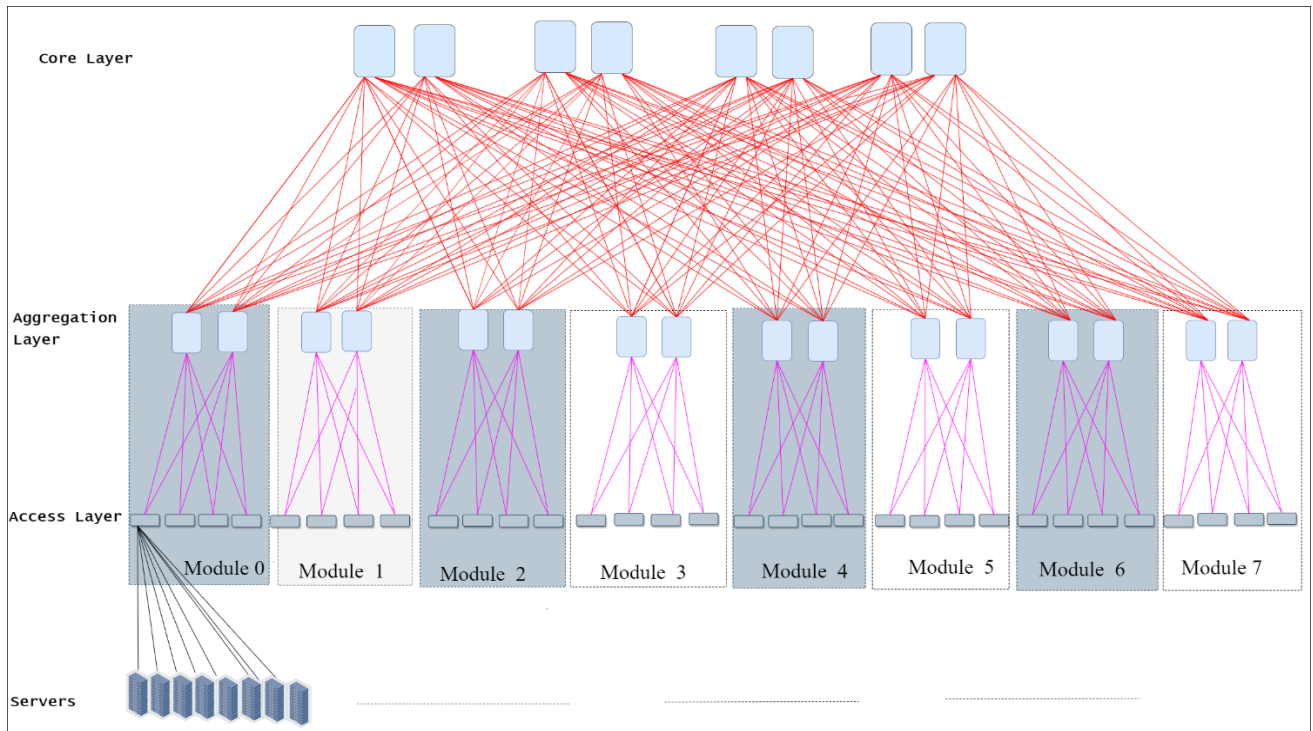 Core Layer
Aggregation
Layer
Access Layer
Module 0
Module 1
Module 2
Module 3
Module 4
Module 5
Module 6
Module 7
Servers